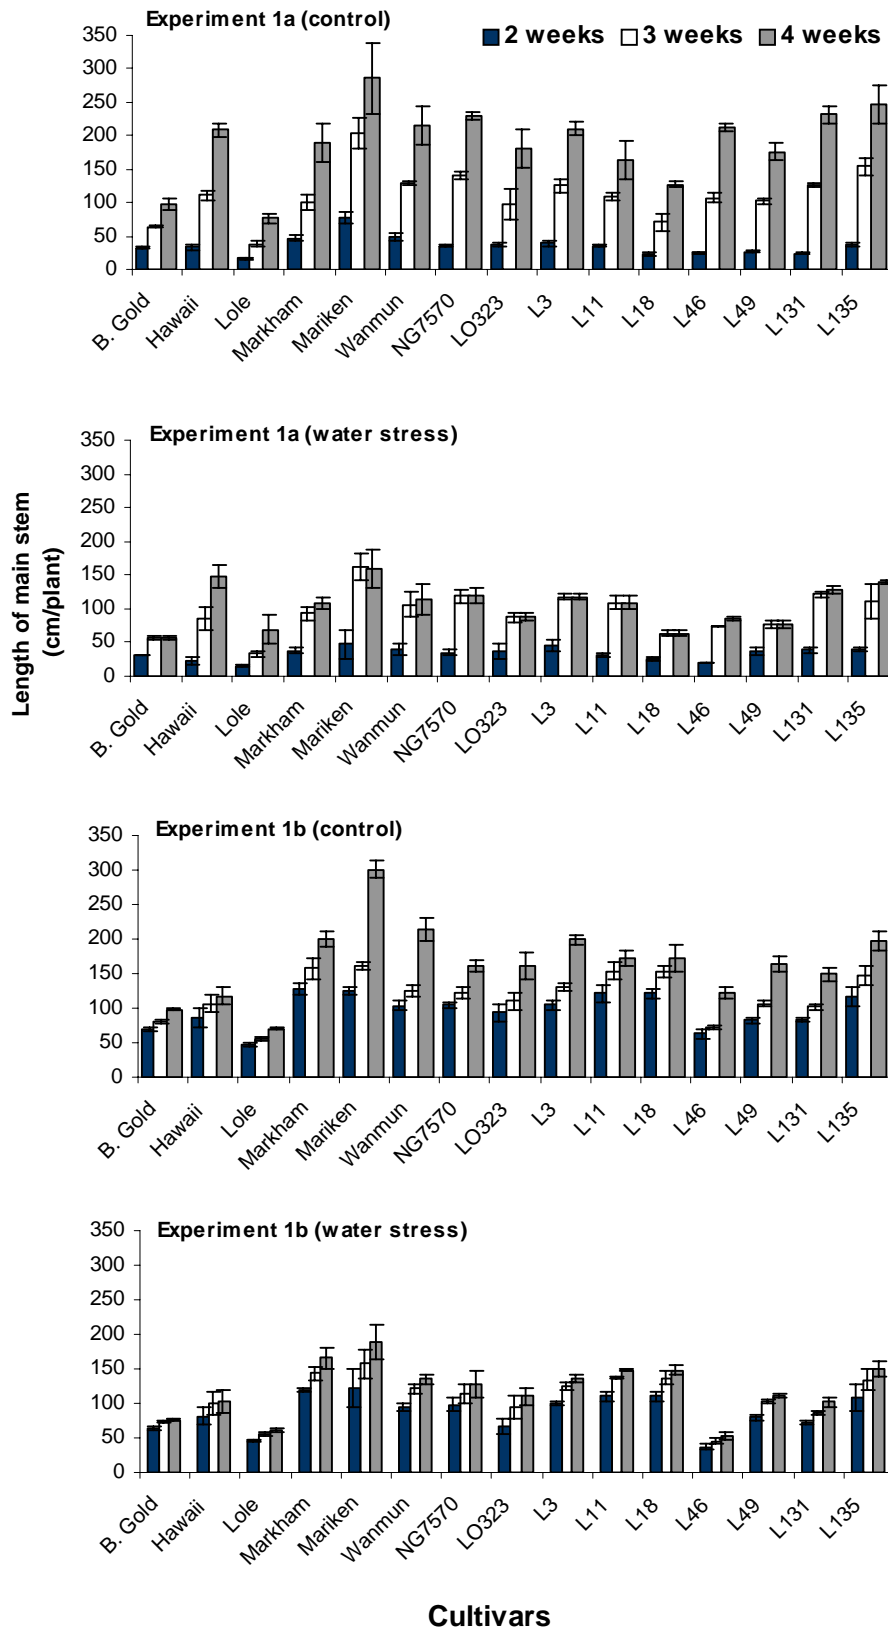 Experiment 1a (control)
2 weeks 3 weeks 4 weeks
350
300
250
200
150
100
50
0
B. Gold Hawaii Lole Markham Mariken Wanmun NG7570 LO323 L3 L11 L18 L46 L49 L131 L135
Experiment 1a (water stress)
350
300
250
200
150
100
50
0
B. Gold Hawaii Lole Markham Mariken Wanmun NG7570 LO323 L3 L11 L18 L46 L49 L131 L135
Length of main stem
(cm/plant)
Experiment 1b (control)
350
300
250
200
150
100
50
0
B. Gold Hawaii Lole Markham Mariken Wanmun NG7570 LO323 L3 L11 L18 L46 L49 L131 L135
Experiment 1b (water stress)
350
300
250
200
150
100
50
0
B. Gold Hawaii Lole Markham Mariken Wanmun NG7570 LO323 L3 L11 L18 L46 L49 L131 L135
Cultivars